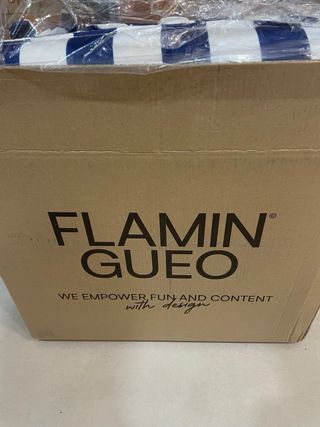 FLAMIN©
GUEO
WE EMPOWER FUN AND CONTENT
with design